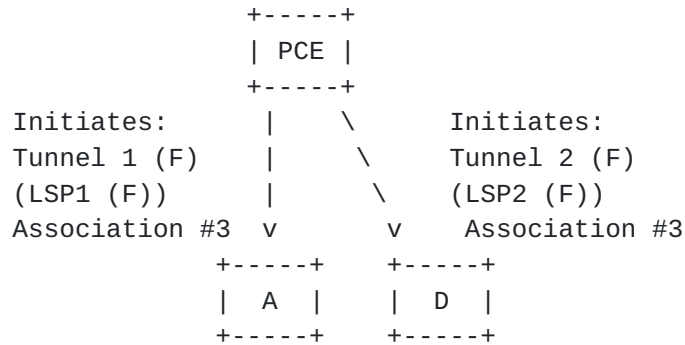 +-----+
| PCE |
+-----+
Initiates: | \ Initiates:
Tunnel 1 (F) | \ Tunnel 2 (F)
(LSP1 (F)) | \ (LSP2 (F))
Association #3 v v Association #3
+-----+ +-----+
| A | | D |
+-----+ +-----+